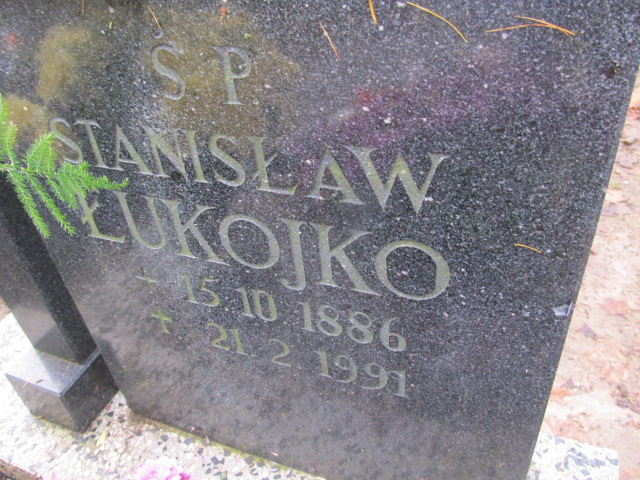 Ś P
STANISŁAW
ŁUKOJKO
* 15 10 1886
+ 21 2 1991